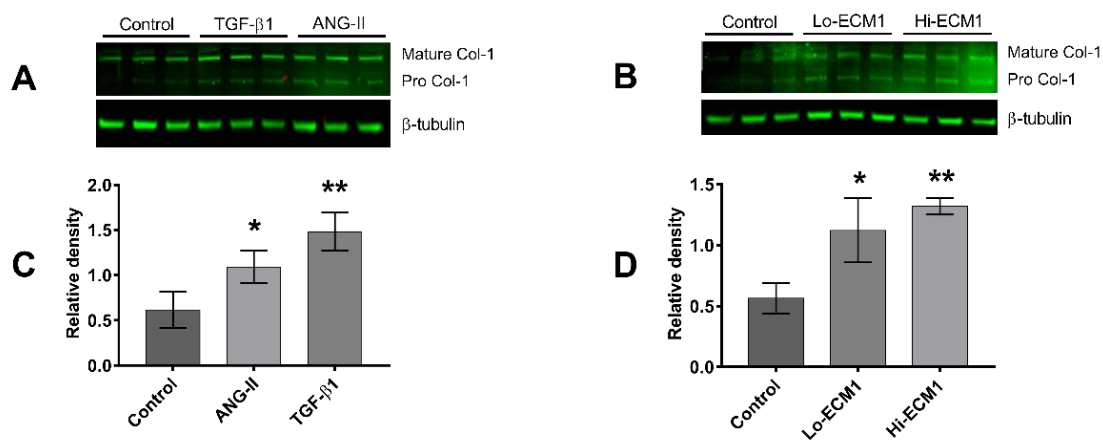 Control TGF-β1 ANG-II
A
Mature Col-1
Pro Col-1
β-tubulin
Control Lo-ECM1 Hi-ECM1
B
Mature Col-1
Pro Col-1
β-tubulin
C
Relative density
2.0
1.5
1.0
0.5
0.0
*
**
Control
ANG-II
TGF-β1
D
Relative density
1.5
1.0
0.5
0.0
*
**
Control
Lo-ECM1
Hi-ECM1